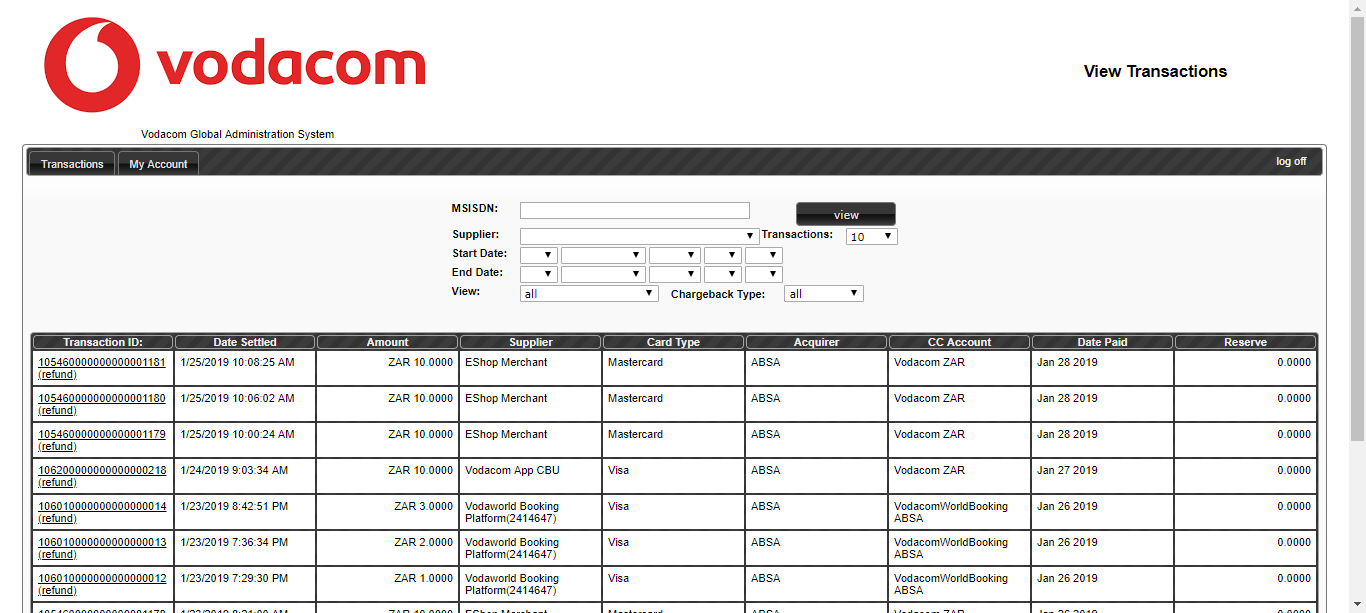 vodacom
View Transactions
Vodacom Global Administration System
Transactions My Account log off
MSISDN: view
Supplier: Transactions: 10
Start Date:
End Date:
View: all Chargeback Type: all
Transaction ID: Date Settled Amount Supplier Card Type Acquirer CC Account Date Paid Reserve
105460000000000001181 1/25/2019 10:08:25 AM ZAR 10.0000 EShop Merchant Mastercard ABSA Vodacom ZAR Jan 28 2019 0.0000
(refund)
105460000000000001180 1/25/2019 10:06:02 AM ZAR 10.0000 EShop Merchant Mastercard ABSA Vodacom ZAR Jan 28 2019 0.0000
(refund)
105460000000000001179 1/25/2019 10:00:24 AM ZAR 10.0000 EShop Merchant Mastercard ABSA Vodacom ZAR Jan 28 2019 0.0000
(refund)
106200000000000000218 1/24/2019 9:03:34 AM ZAR 10.0000 Vodacom App CBU Visa ABSA Vodacom ZAR Jan 27 2019 0.0000
(refund)
106010000000000000014 1/23/2019 8:42:51 PM ZAR 3.0000 Vodaworld Booking Visa ABSA VodacomWorldBooking Jan 26 2019 0.0000
(refund) Platform(2414647) ABSA
106010000000000000013 1/23/2019 7:36:34 PM ZAR 2.0000 Vodaworld Booking Visa ABSA VodacomWorldBooking Jan 26 2019 0.0000
(refund) Platform(2414647) ABSA
106010000000000000012 1/23/2019 7:29:30 PM ZAR 1.0000 Vodaworld Booking Visa ABSA VodacomWorldBooking Jan 26 2019 0.0000
(refund) Platform(2414647) ABSA